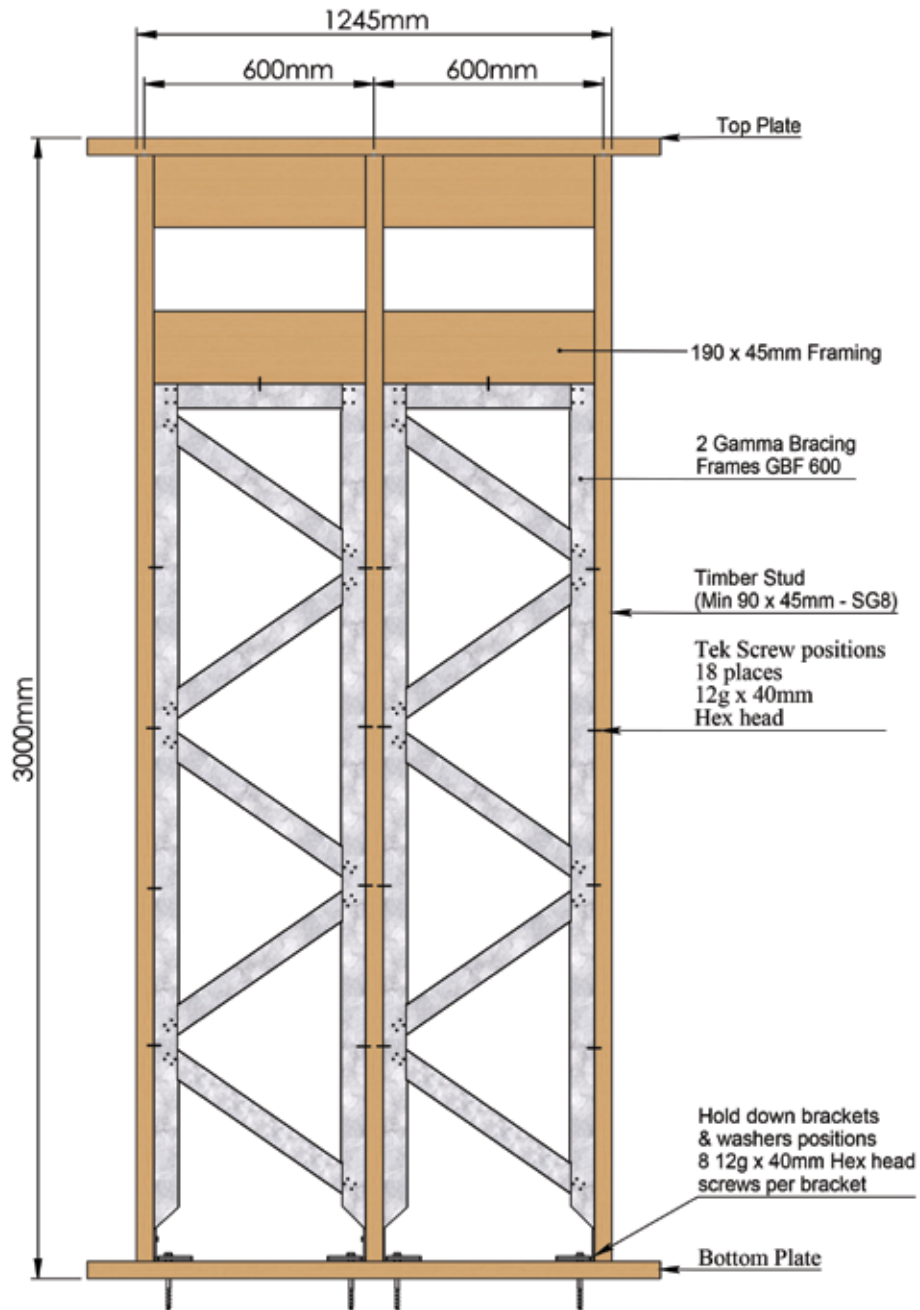 1245mm
600mm
600mm
Top Plate
3000mm
190 x 45mm Framing
2 Gamma Bracing
Frames GBF 600
Timber Stud
(Min 90 x 45mm - SG8)
Tek Screw positions
18 places
12g x 40mm
Hex head
Hold down brackets
& washers positions
8 12g x 40mm Hex head
screws per bracket
Bottom Plate